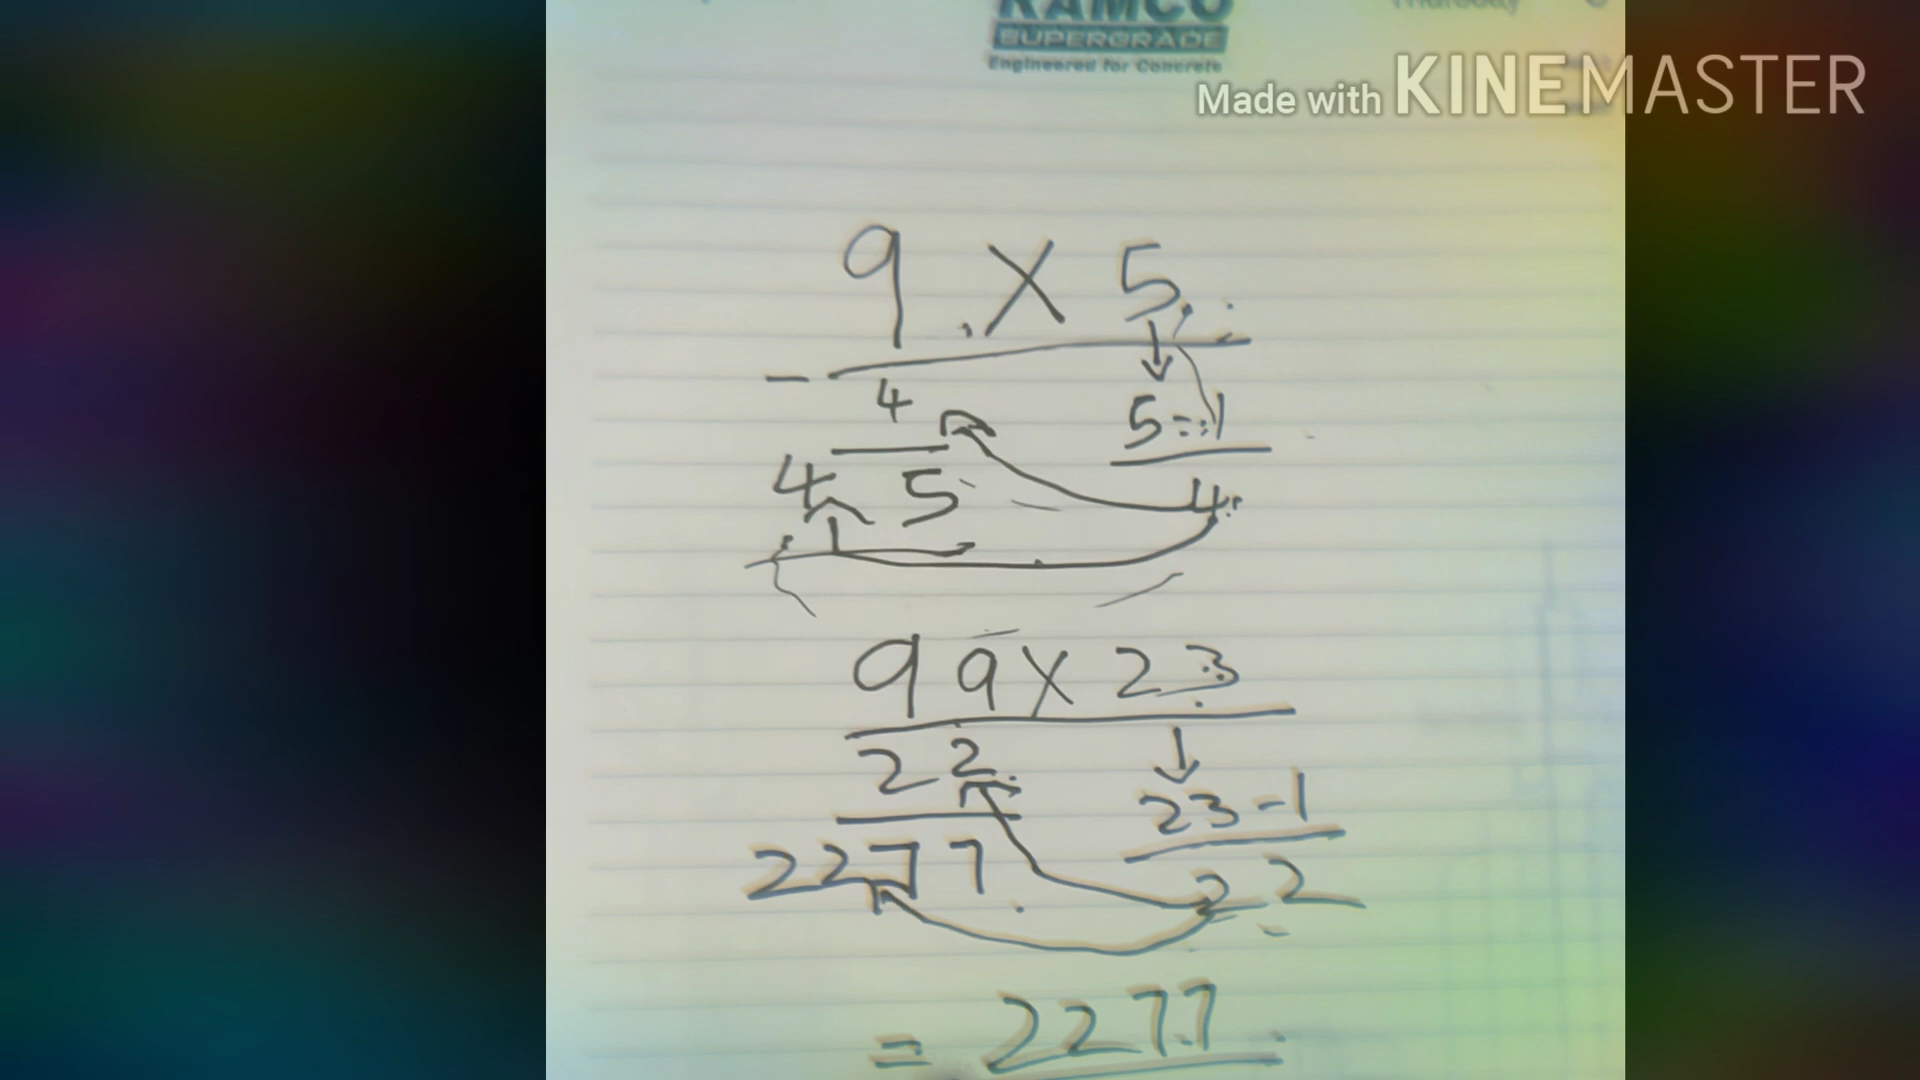 RAMCO
Thursday
SUPERGRADE
Engineered for Concrete
Made with KINEMASTER
9 X 5
- 4
5 - 1
4 5
4
99 X 23
22
23 - 1
2277
22
= 2277